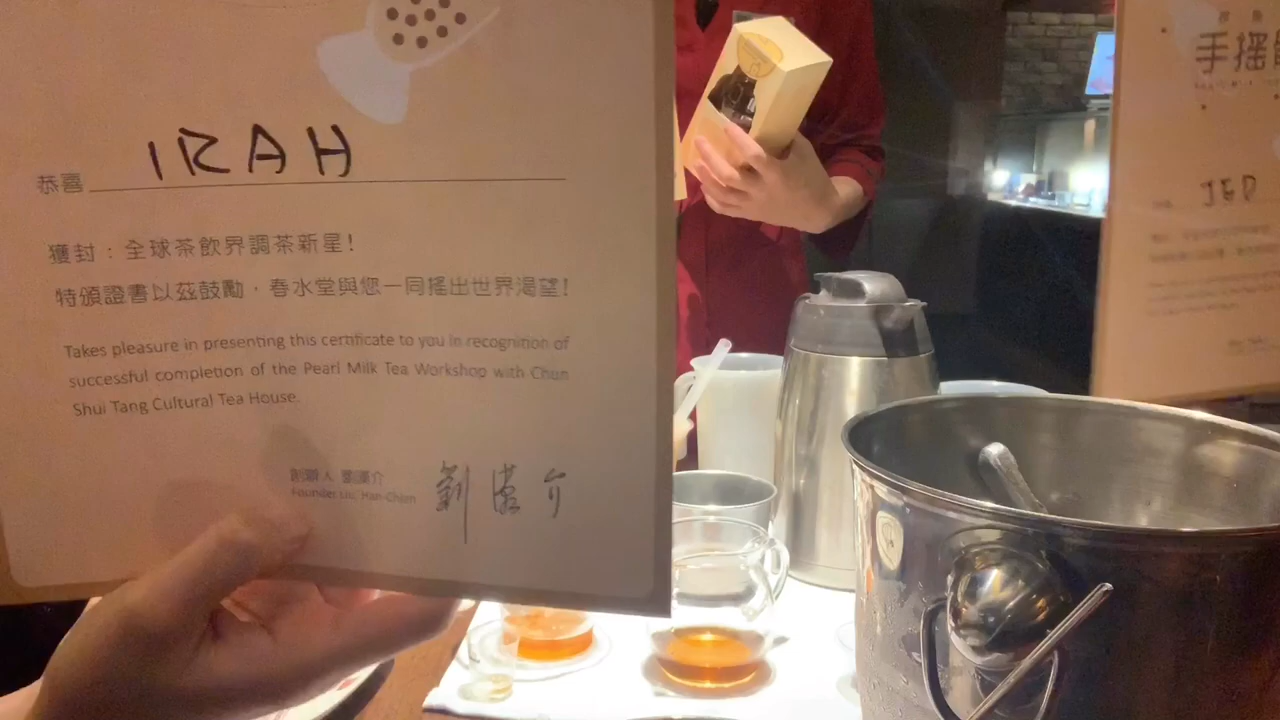 恭喜 IRAH
獲封：全球茶飲界調茶新星！
特頒證書以茲鼓勵，春水堂與您一同搖出世界渴望！
Takes pleasure in presenting this certificate to you in recognition of
successful completion of the Pearl Milk Tea Workshop with Chun
Shui Tang Cultural Tea House.
創辦人 劉漢介
Founder Liu, Han-Chieh
劉漢介
手搖
JED